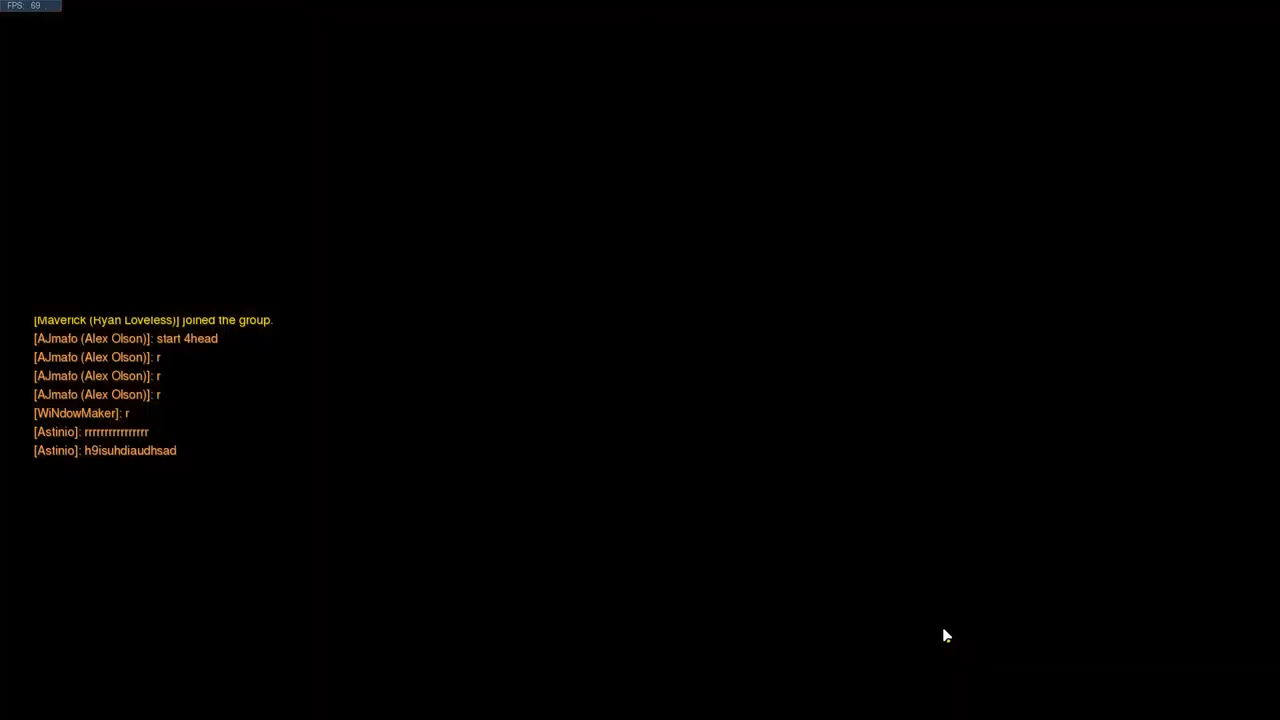 FPS: 69
[Maverick (Ryan Loveless)] joined the group.
[AJmafo (Alex Olson)]: start 4head
[AJmafo (Alex Olson)]: r
[AJmafo (Alex Olson)]: r
[AJmafo (Alex Olson)]: r
[WiNdowMaker]: r
[Astinio]: rrrrrrrrrrrrrrrr
[Astinio]: h9isuhdiaudhsad